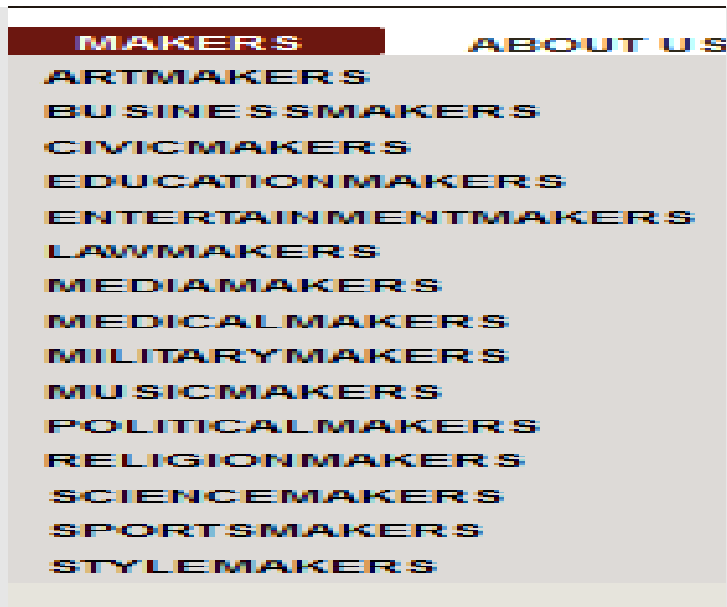 MAKERS ABOUT US
ARTMAKERS
BUSINESSMAKERS
CIVICMAKERS
EDUCATIONMAKERS
ENTERTAINMENTMAKERS
LAWMAKERS
MEDIAMAKERS
MEDICALMAKERS
MILITARYMAKERS
MUSICMAKERS
POLITICALMAKERS
RELIGIONMAKERS
SCIENCEMAKERS
SPORTSMAKERS
STYLEMAKERS